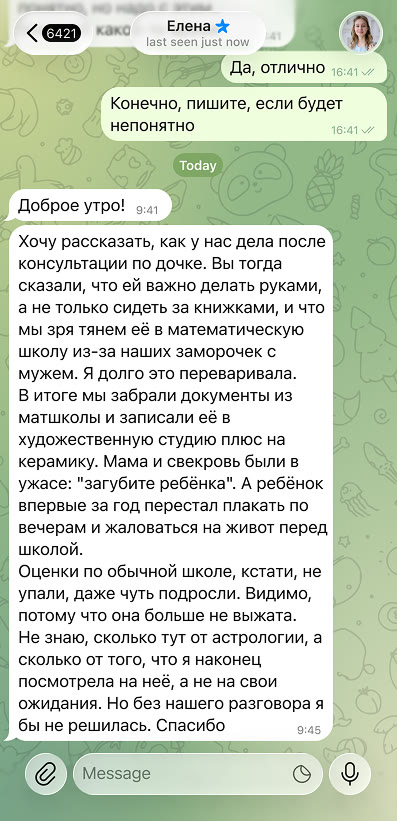 понятно, но надо с этим
6421
како
Елена
last seen just now
Да, отлично 16:41
Конечно, пишите, если будет
непонятно 16:41
Today
Доброе утро! 9:41
Хочу рассказать, как у нас дела после
консультации по дочке. Вы тогда
сказали, что ей важно делать руками,
а не только сидеть за книжками, и что
мы зря тянем её в математическую
школу из-за наших заморочек с
мужем. Я долго это переваривала.
В итоге мы забрали документы из
матшколы и записали её в
художественную студию плюс на
керамику. Мама и свекровь были в
ужасе: "загубите ребёнка". А ребёнок
впервые за год перестал плакать по
вечерам и жаловаться на живот перед
школой.
Оценки по обычной школе, кстати, не
упали, даже чуть подросли. Видимо,
потому что она больше не выжата.
Не знаю, сколько тут от астрологии, а
сколько от того, что я наконец
посмотрела на неё, а не на свои
ожидания. Но без нашего разговора я
бы не решилась. Спасибо 9:45
Message